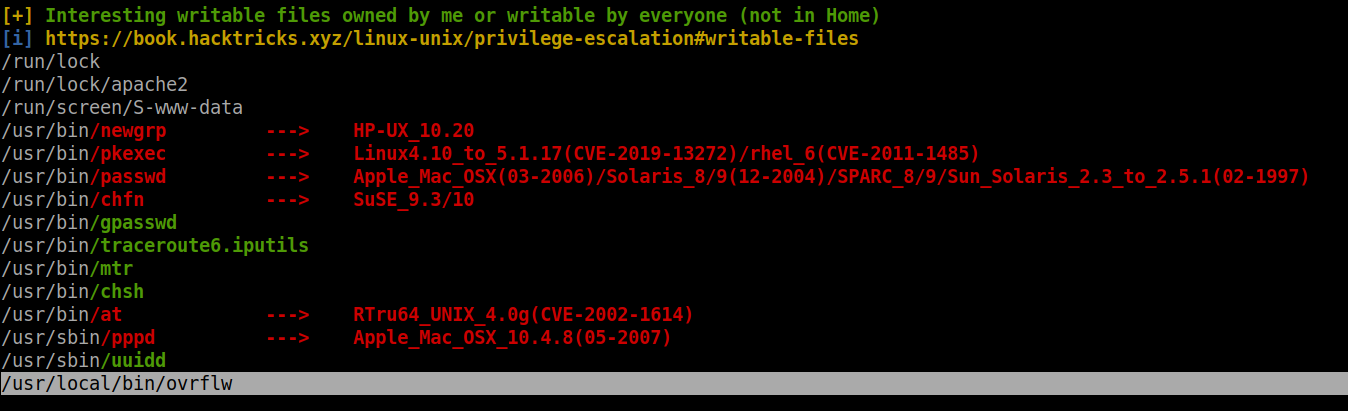 [+] Interesting writable files owned by me or writable by everyone (not in Home)
[i] https://book.hacktricks.xyz/linux-unix/privilege-escalation#writable-files
/run/lock
/run/lock/apache2
/run/screen/S-www-data
/usr/bin/newgrp ---> HP-UX_10.20
/usr/bin/pkexec ---> Linux4.10_to_5.1.17(CVE-2019-13272)/rhel_6(CVE-2011-1485)
/usr/bin/passwd ---> Apple_Mac_OSX(03-2006)/Solaris_8/9(12-2004)/SPARC_8/9/Sun_Solaris_2.3_to_2.5.1(02-1997)
/usr/bin/chfn ---> SuSE_9.3/10
/usr/bin/gpasswd
/usr/bin/traceroute6.iputils
/usr/bin/mtr
/usr/bin/chsh
/usr/bin/at ---> RTru64_UNIX_4.0g(CVE-2002-1614)
/usr/sbin/pppd ---> Apple_Mac_OSX_10.4.8(05-2007)
/usr/sbin/uuidd
/usr/local/bin/ovrflw